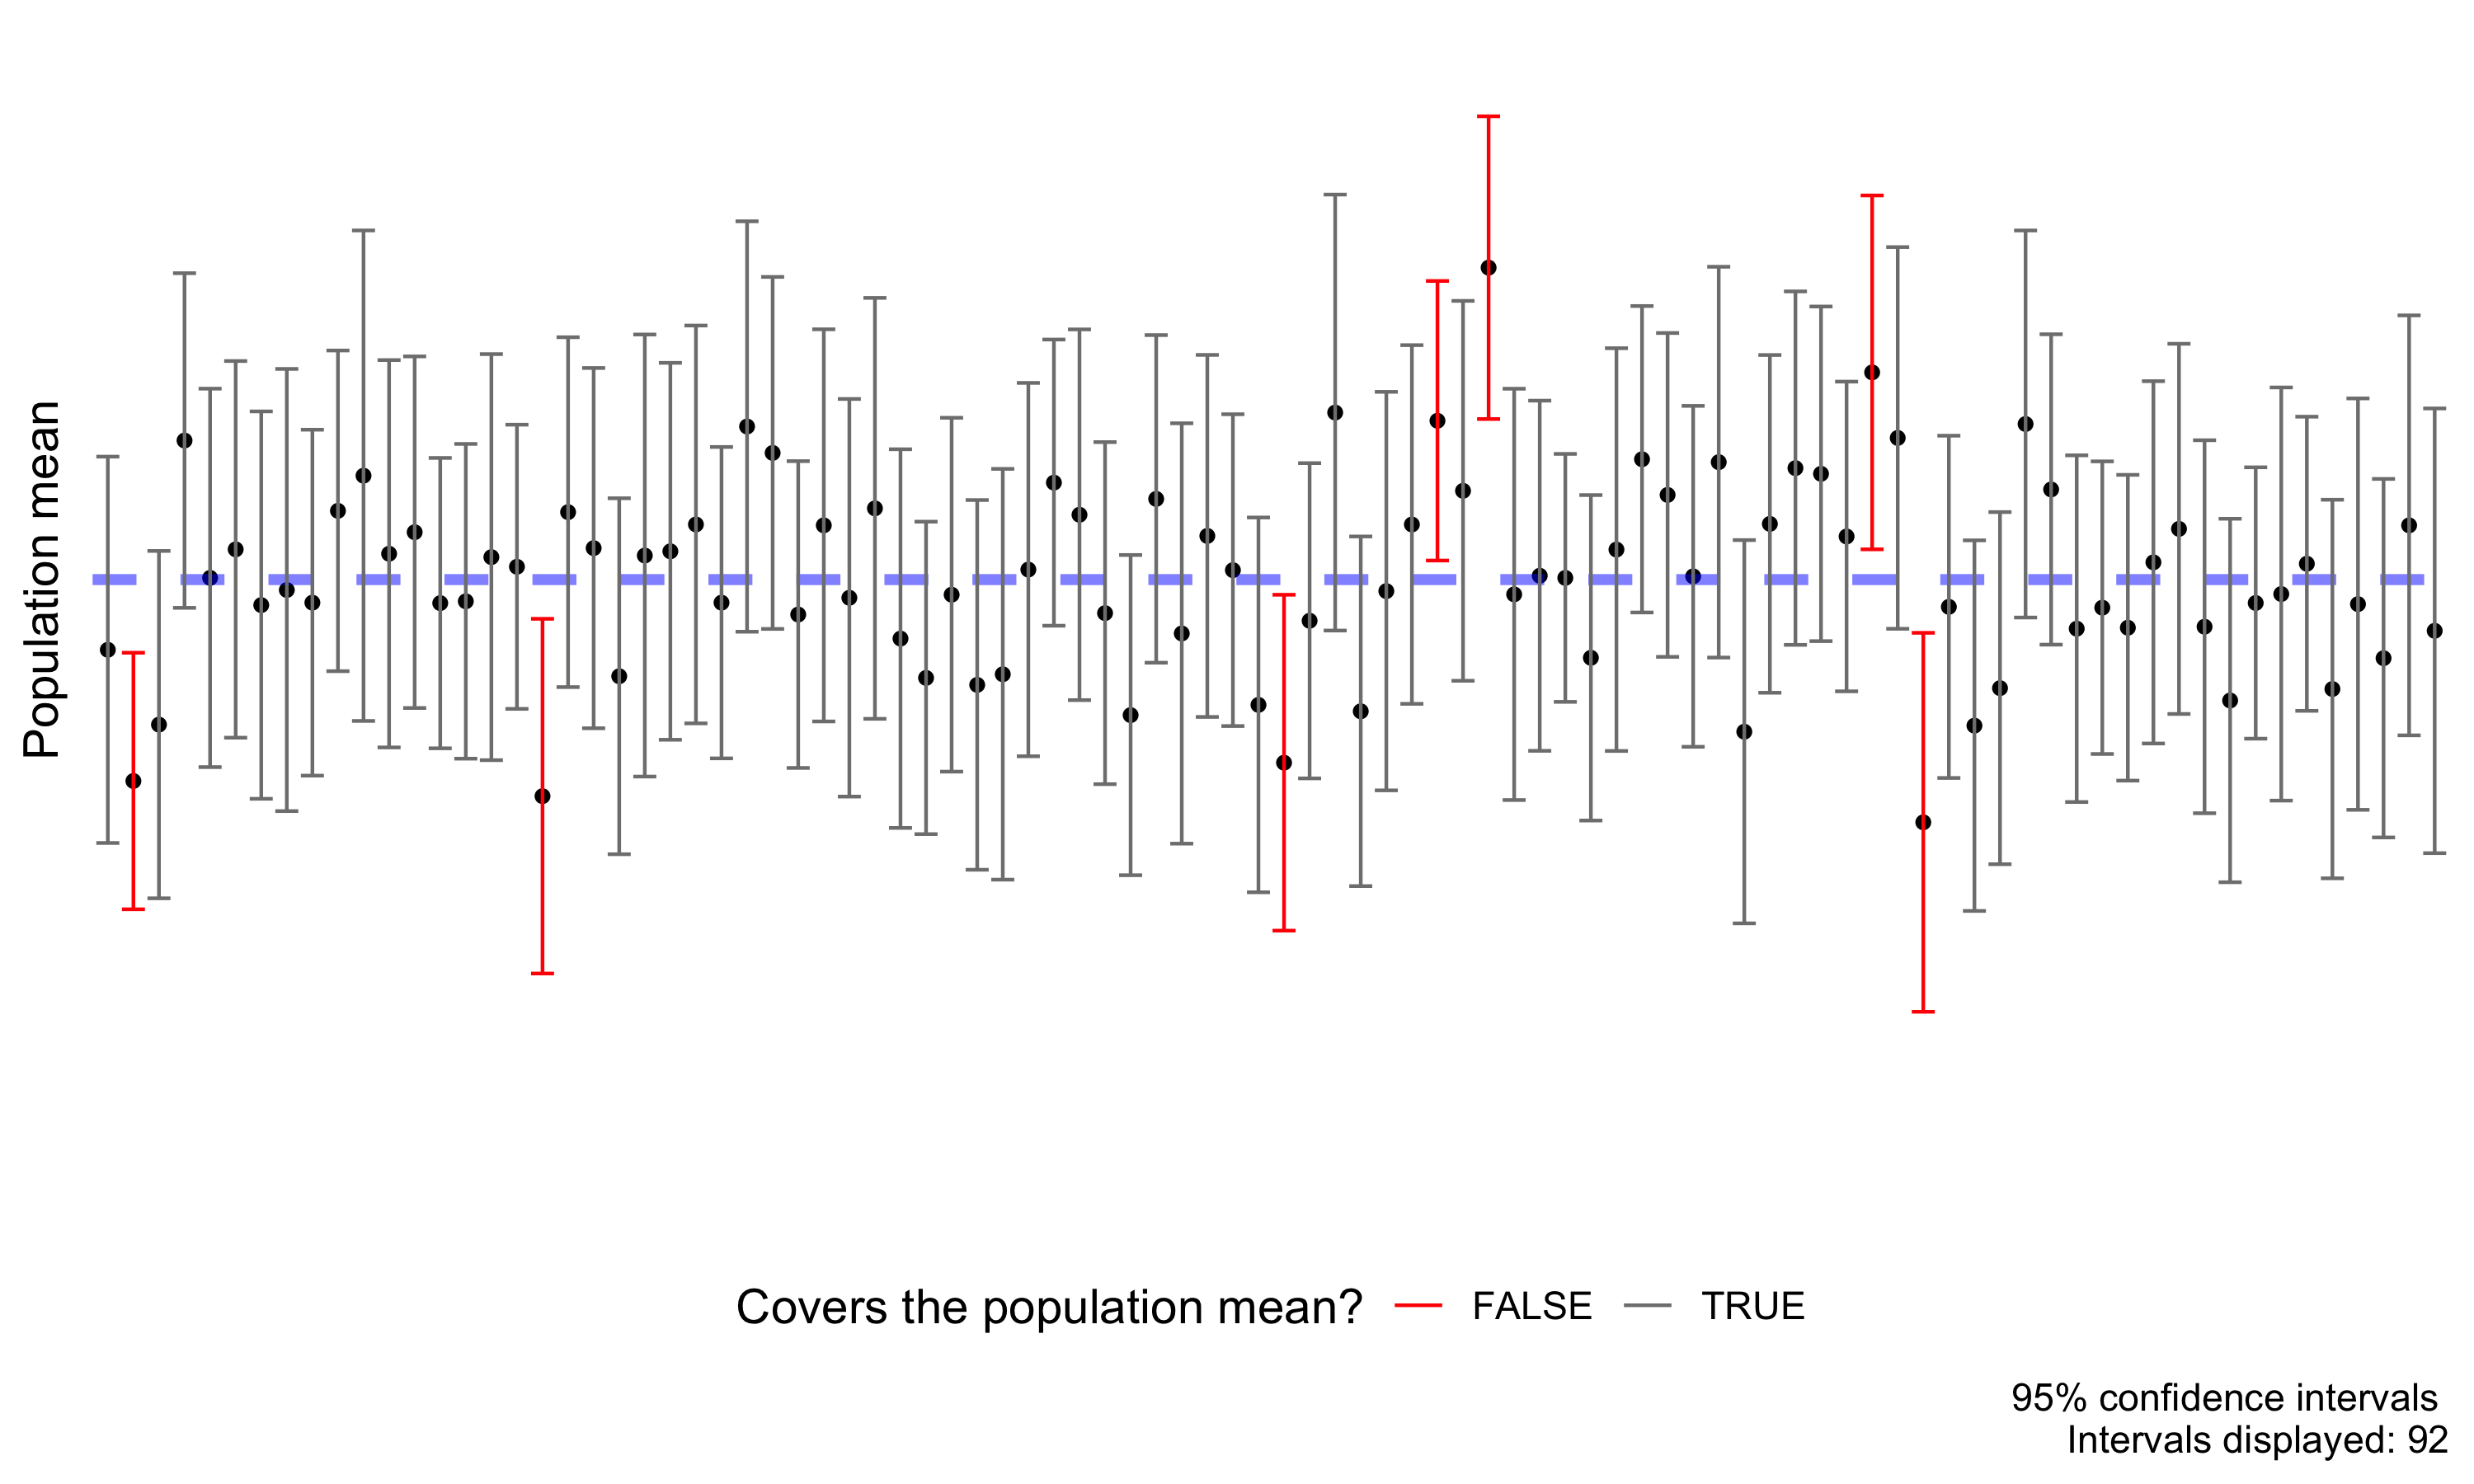 Population mean
Covers the population mean? FALSE TRUE
95% confidence intervals
Intervals displayed: 92